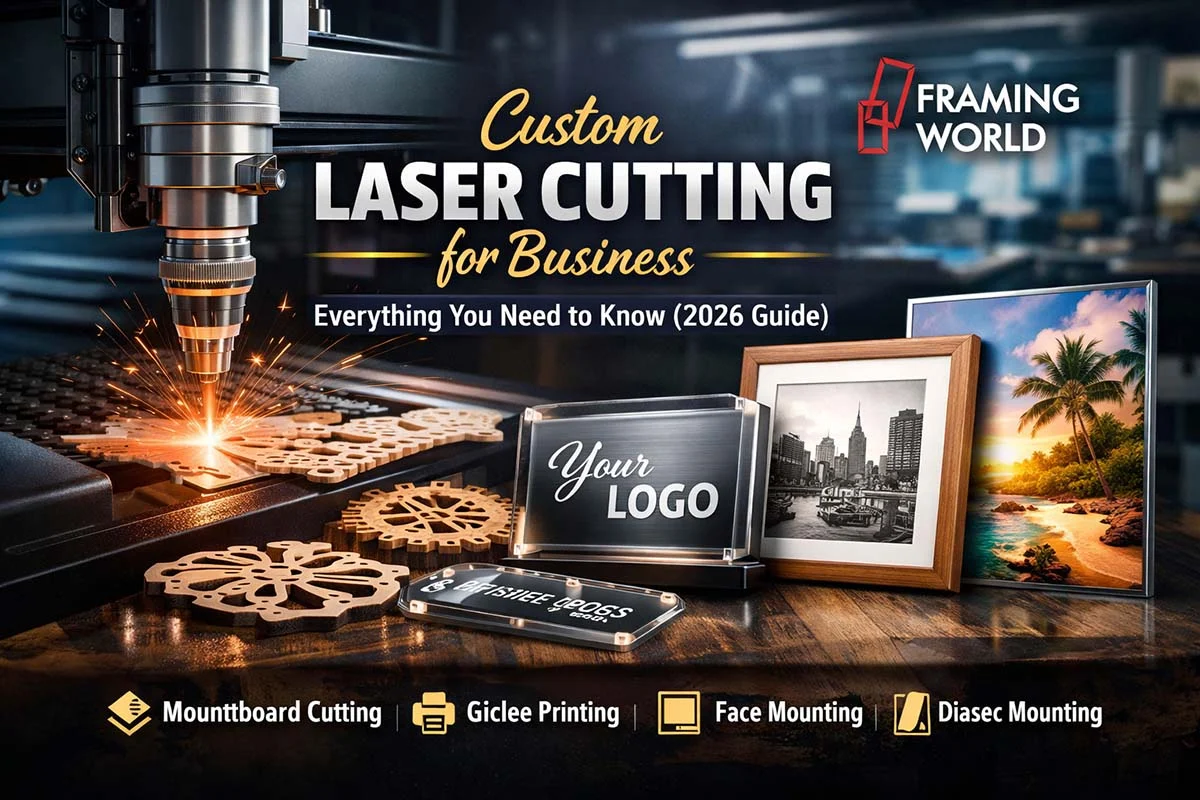 Custom
LASER CUTTING
for Business
Everything You Need to Know (2026 Guide)
FRAMING
WORLD
Your
LOGO
Mounttboard Cutting
Giclee Printing
Face Mounting
Diasec Mounting